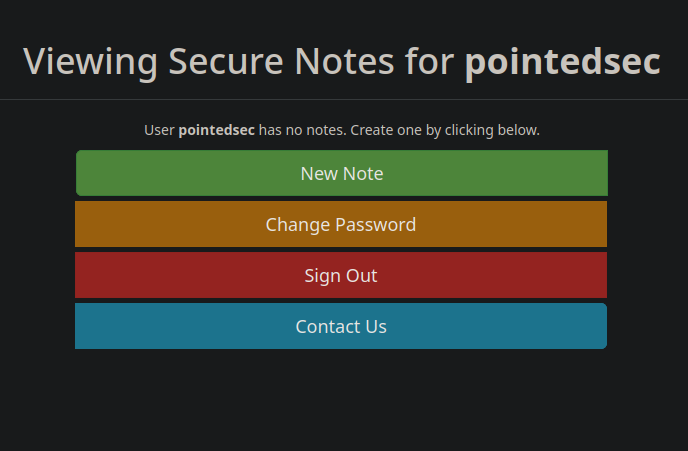 Viewing Secure Notes for pointedsec
User pointedsec has no notes. Create one by clicking below.
New Note
Change Password
Sign Out
Contact Us